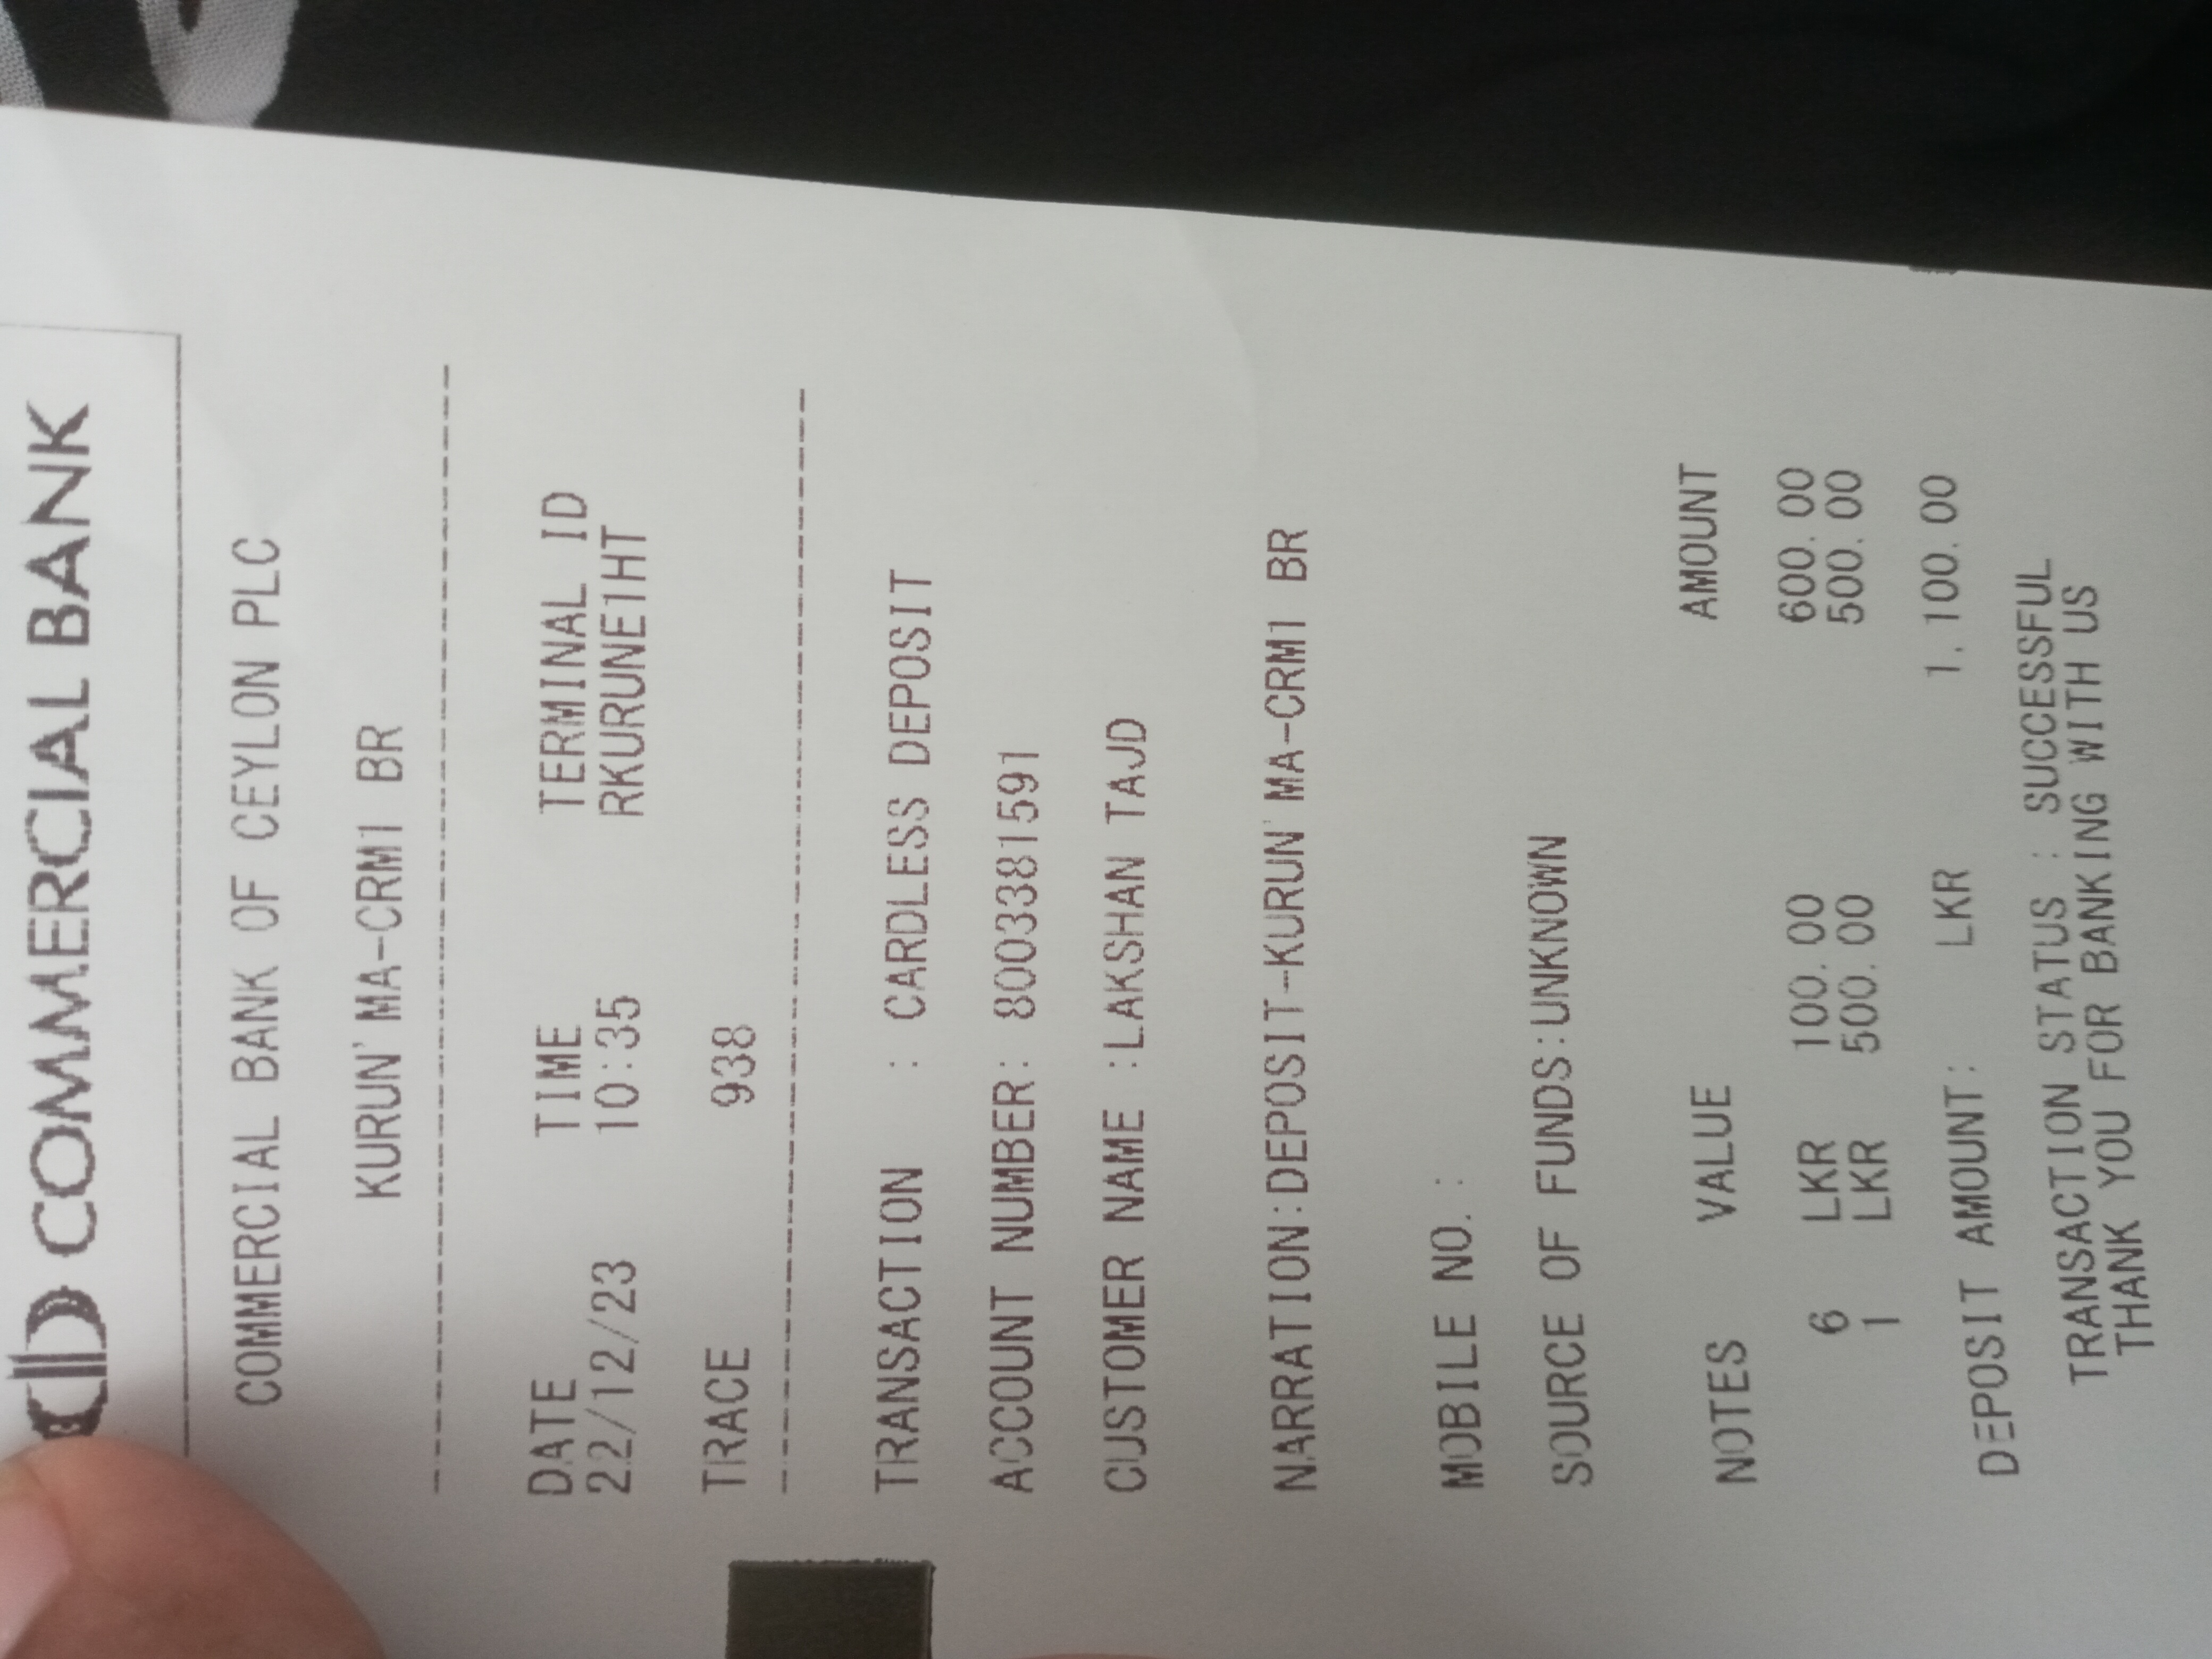 COMMERCIAL BANK
COMMERCIAL BANK OF CEYLON PLC
KURUN'MA-CRM1 BR
DATE TIME TERMINAL ID
22/12/23 10:35 RKURUNE1HT
TRACE 938
TRANSACTION : CARDLESS DEPOSIT
ACCOUNT NUMBER: 8003381591
CUSTOMER NAME :LAKSHAN TAJD
NARRATION:DEPOSIT-KURUN'MA-CRM1 BR
MOBILE NO.:
SOURCE OF FUNDS:UNKNOWN
NOTES VALUE AMOUNT
6 LKR 100.00 600.00
1 LKR 500.00 500.00
DEPOSIT AMOUNT: LKR 1,100.00
TRANSACTION STATUS : SUCCESSFUL
THANK YOU FOR BANKING WITH US